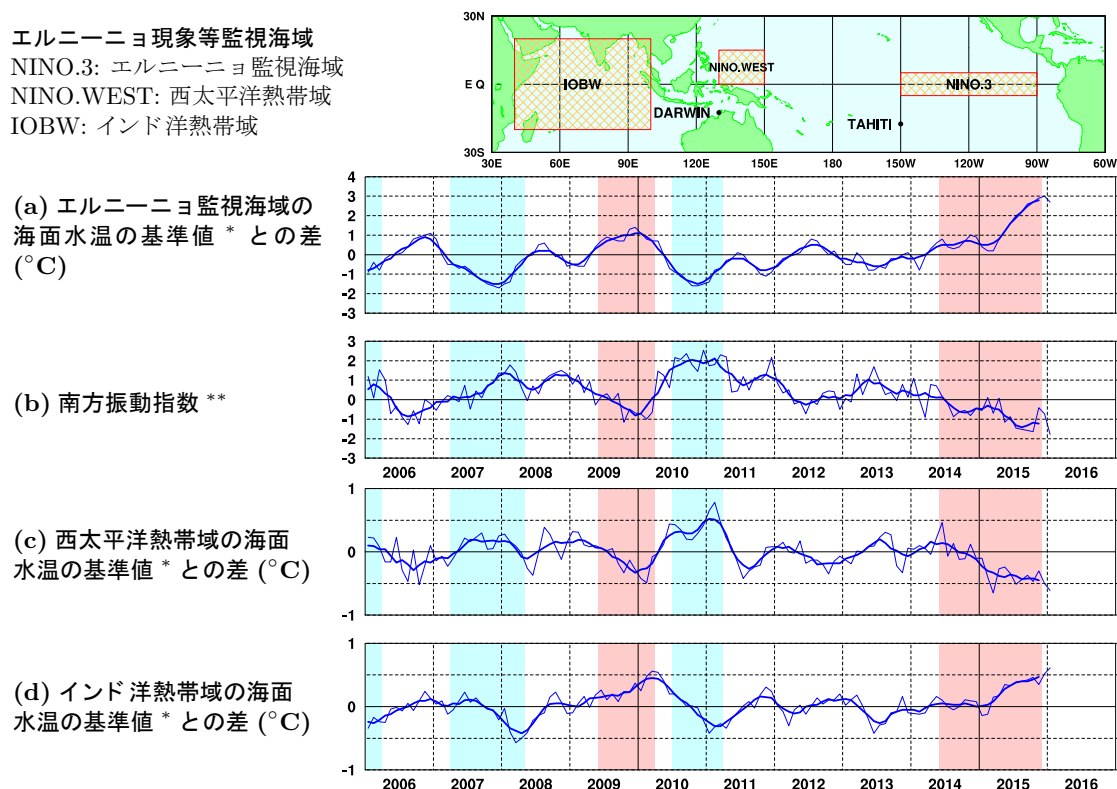 エルニーニョ現象等監視海域
NINO.3: エルニーニョ監視海域
NINO.WEST: 西太平洋熱帯域
IOBW: インド洋熱帯域
30N
E Q
30S
IOBW
NINO.WEST
NINO.3
DARWIN
TAHITI
30E 60E 90E 120E 150E 180 150W 120W 90W 60W
(a) エルニーニョ監視海域の
海面水温の基準値 * との差
(°C)
4
3
2
1
0
-1
-2
-3
(b) 南方振動指数 **
3
2
1
0
-1
-2
-3
2006 2007 2008 2009 2010 2011 2012 2013 2014 2015 2016
(c) 西太平洋熱帯域の海面
水温の基準値 * との差 (°C)
1
0
-1
(d) インド洋熱帯域の海面
水温の基準値 * との差 (°C)
1
0
-1
2006 2007 2008 2009 2010 2011 2012 2013 2014 2015 2016